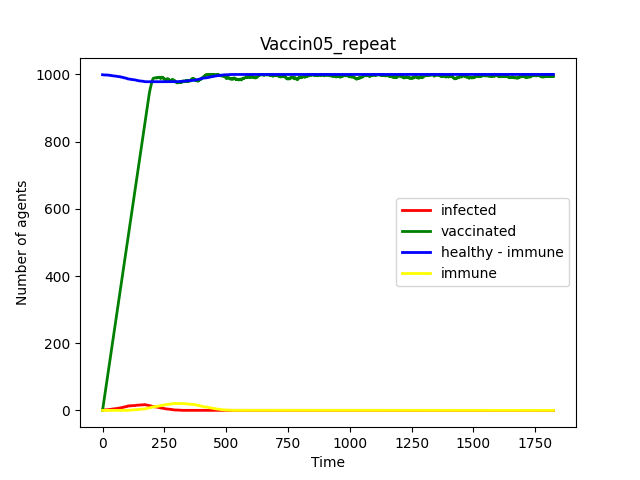 Vaccin05_repeat
1000
800
600
400
200
0
Number of agents
infected
vaccinated
healthy - immune
immune
0 250 500 750 1000 1250 1500 1750
Time